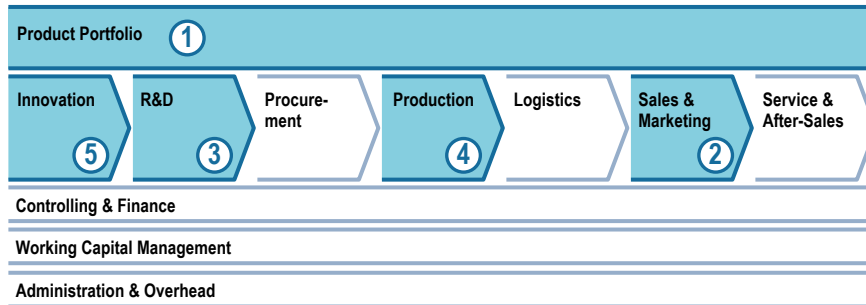 Product Portfolio 1
Innovation
5
R&D
3
Procure-
ment
Production
4
Logistics
Sales &
Marketing
2
Service &
After-Sales
Controlling & Finance
Working Capital Management
Administration & Overhead